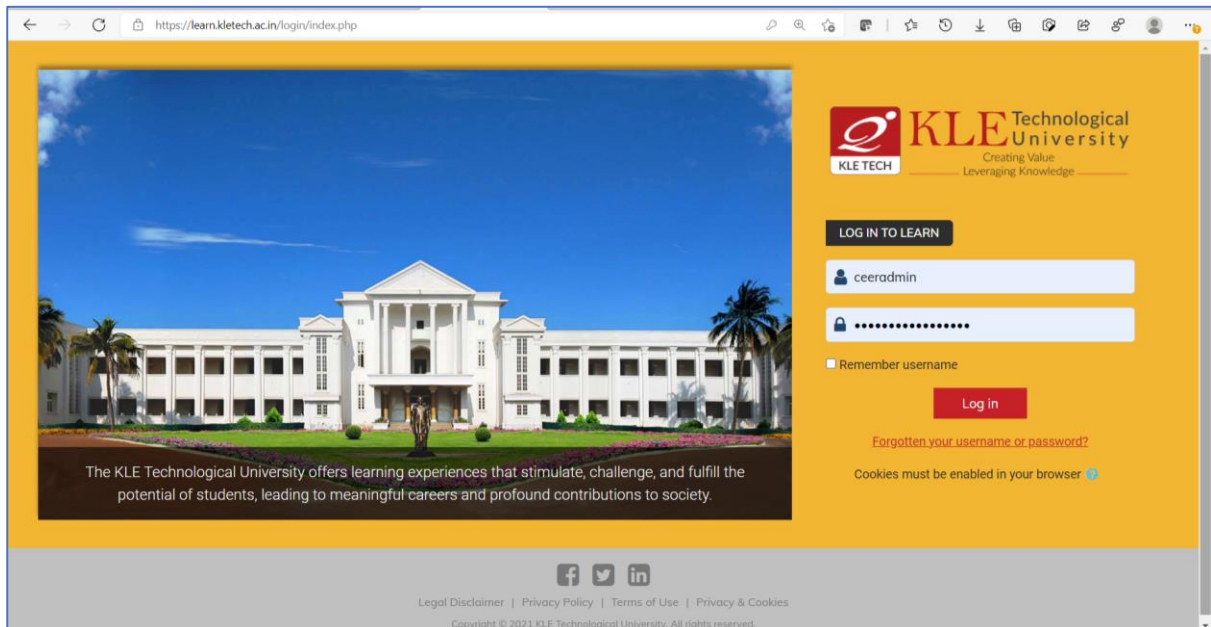 https://learn.kletech.ac.in/login/index.php
KLE TECH
KLE Technological University
Creating Value
Leveraging Knowledge
LOG IN TO LEARN
ceeradmin
•••••••••••••••••
Remember username
Log in
Forgotten your username or password?
Cookies must be enabled in your browser
The KLE Technological University offers learning experiences that stimulate, challenge, and fulfill the
potential of students, leading to meaningful careers and profound contributions to society.
Legal Disclaimer | Privacy Policy | Terms of Use | Privacy & Cookies
Copyright © 2021 KLE Technological University. All rights reserved.